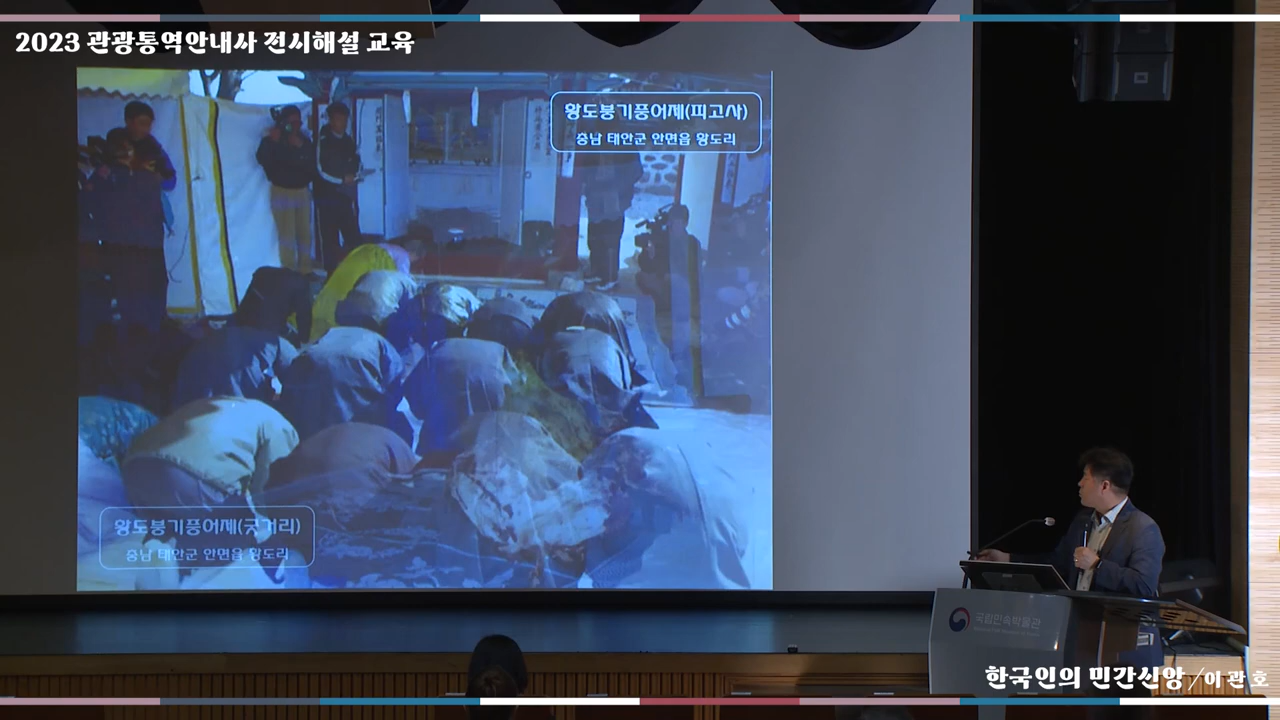 2023 관광통역안내사 전시해설 교육
황도붕기풍어제(피고사)
충남 태안군 안면읍 황도리
황도붕기풍어제(굿거리)
충남 태안군 안면읍 황도리
국립민속박물관
한국인의 민간신앙/이관호